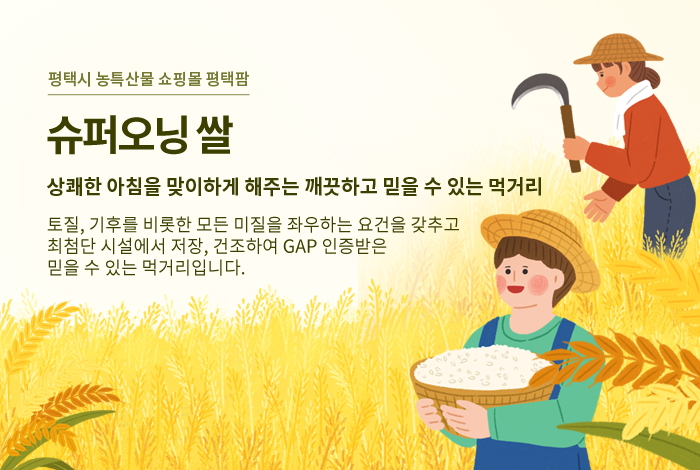 평택시 농특산물 쇼핑몰 평택팜
슈퍼오닝 쌀
상쾌한 아침을 맞이하게 해주는 깨끗하고 믿을 수 있는 먹거리
토질, 기후를 비롯한 모든 미질을 좌우하는 요건을 갖추고
최첨단 시설에서 저장, 건조하여 GAP 인증받은
믿을 수 있는 먹거리입니다.